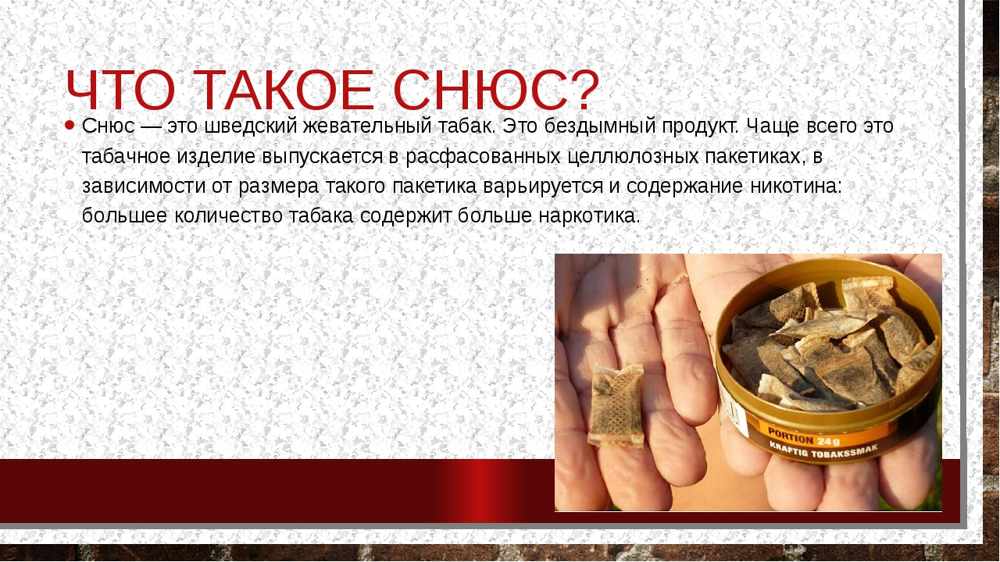 ЧТО ТАКОЕ СНЮС?
• Снюс — это шведский жевательный табак. Это бездымный продукт. Чаще всего это
табачное изделие выпускается в расфасованных целлюлозных пакетиках, в
зависимости от размера такого пакетика варьируется и содержание никотина:
большее количество табака содержит больше наркотика.
PORTION 24g
KRAFTIG TOBAKSSMAK